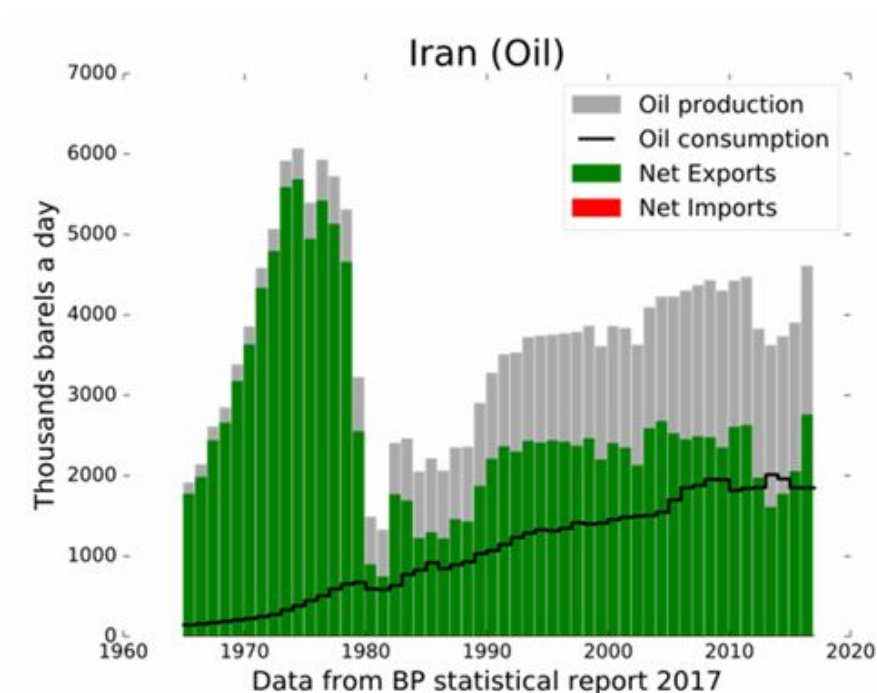 Iran (Oil)
7000
6000
5000
4000
3000
2000
1000
0
Thousands barels a day
Oil production
Oil consumption
Net Exports
Net Imports
1960 1970 1980 1990 2000 2010 2020
Data from BP statistical report 2017